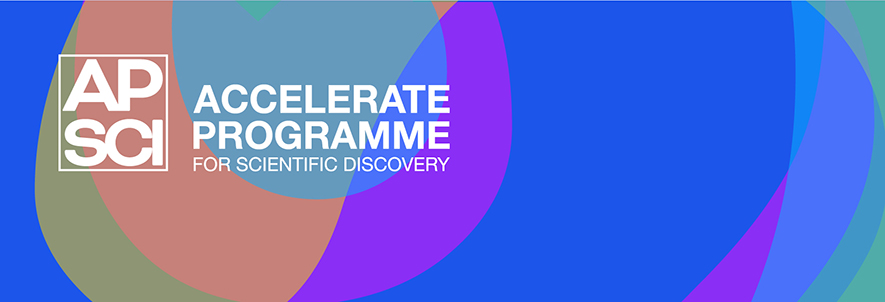 AP
SCI
ACCELERATE
PROGRAMME
FOR SCIENTIFIC DISCOVERY